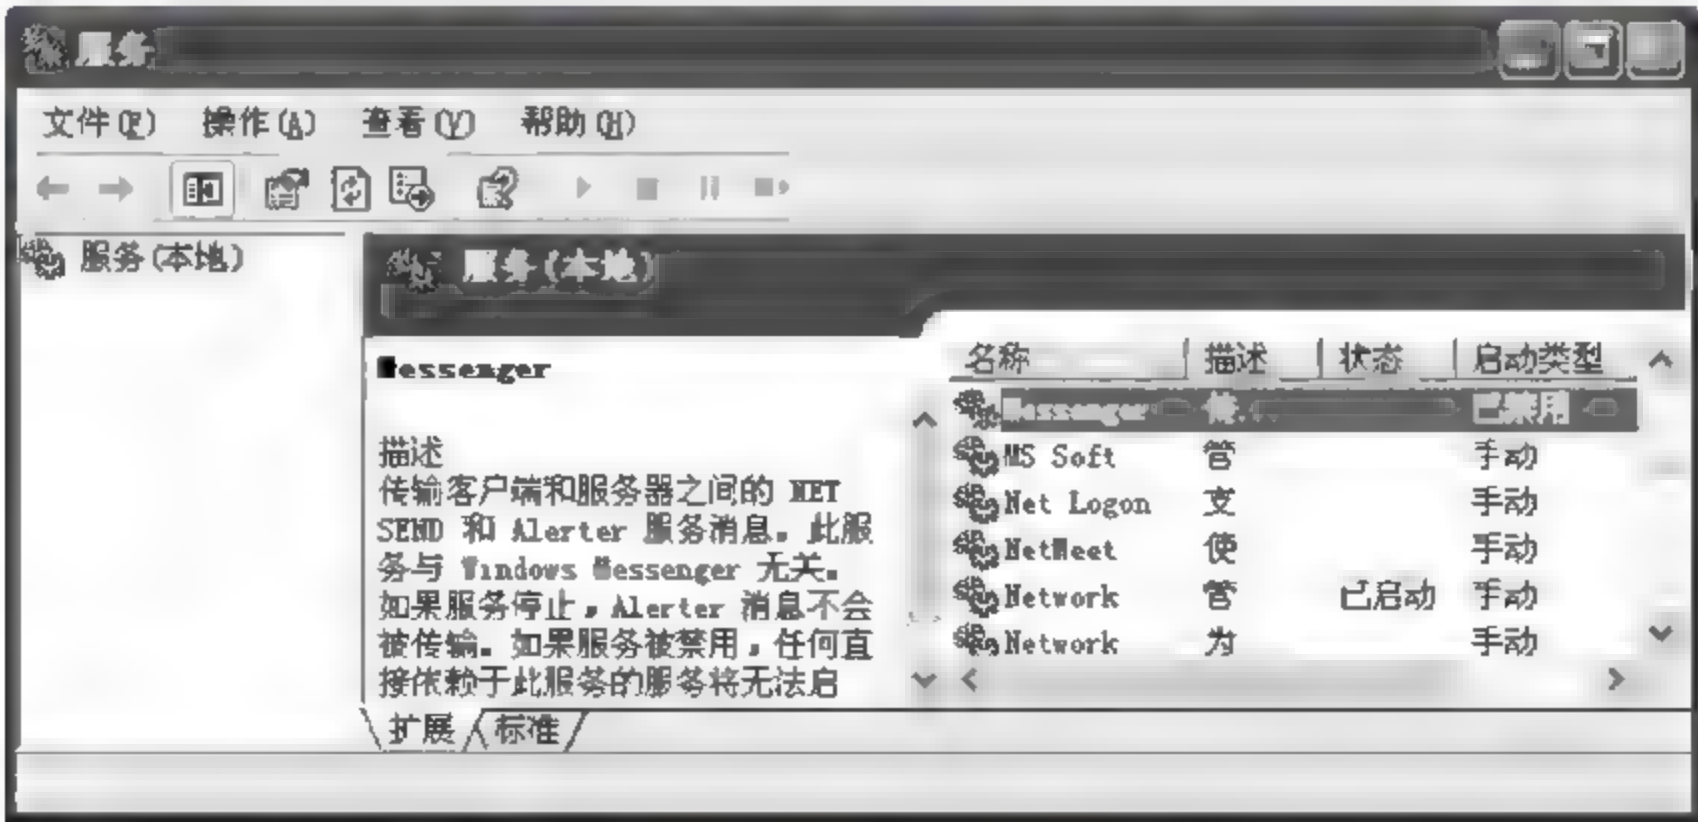 服务
文件(F) 操作(A) 查看(V) 帮助(H)
服务(本地)
服务(本地)
Messenger
描述
传输客户端和服务器之间的 NET
SEND 和 Alerter 服务消息。此服
务与 Windows Messenger 无关。
如果服务停止，Alerter 消息不会
被传输。如果服务被禁用，任何直
接依赖于此服务的服务将无法启
名称 描述 状态 启动类型
Messenger 传... 已禁用
MS Soft 管 手动
Net Logon 支 手动
NetMeet 使 手动
Network 管 已启动 手动
Network 为 手动
扩展 标准